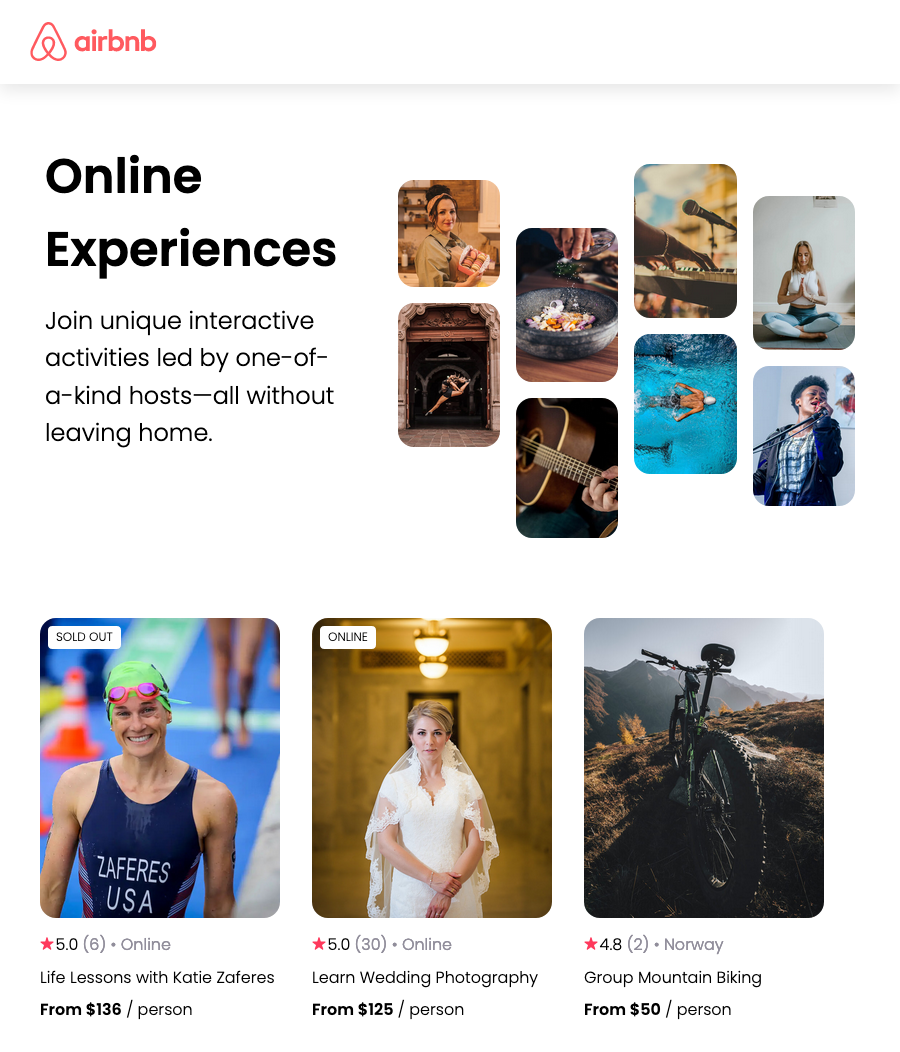 airbnb
Online
Experiences
Join unique interactive
activities led by one-of-
a-kind hosts—all without
leaving home.
SOLD OUT
ZAFERES
USA
5.0 (6) • Online
Life Lessons with Katie Zaferes
From $136 / person
ONLINE
5.0 (30) • Online
Learn Wedding Photography
From $125 / person
4.8 (2) • Norway
Group Mountain Biking
From $50 / person